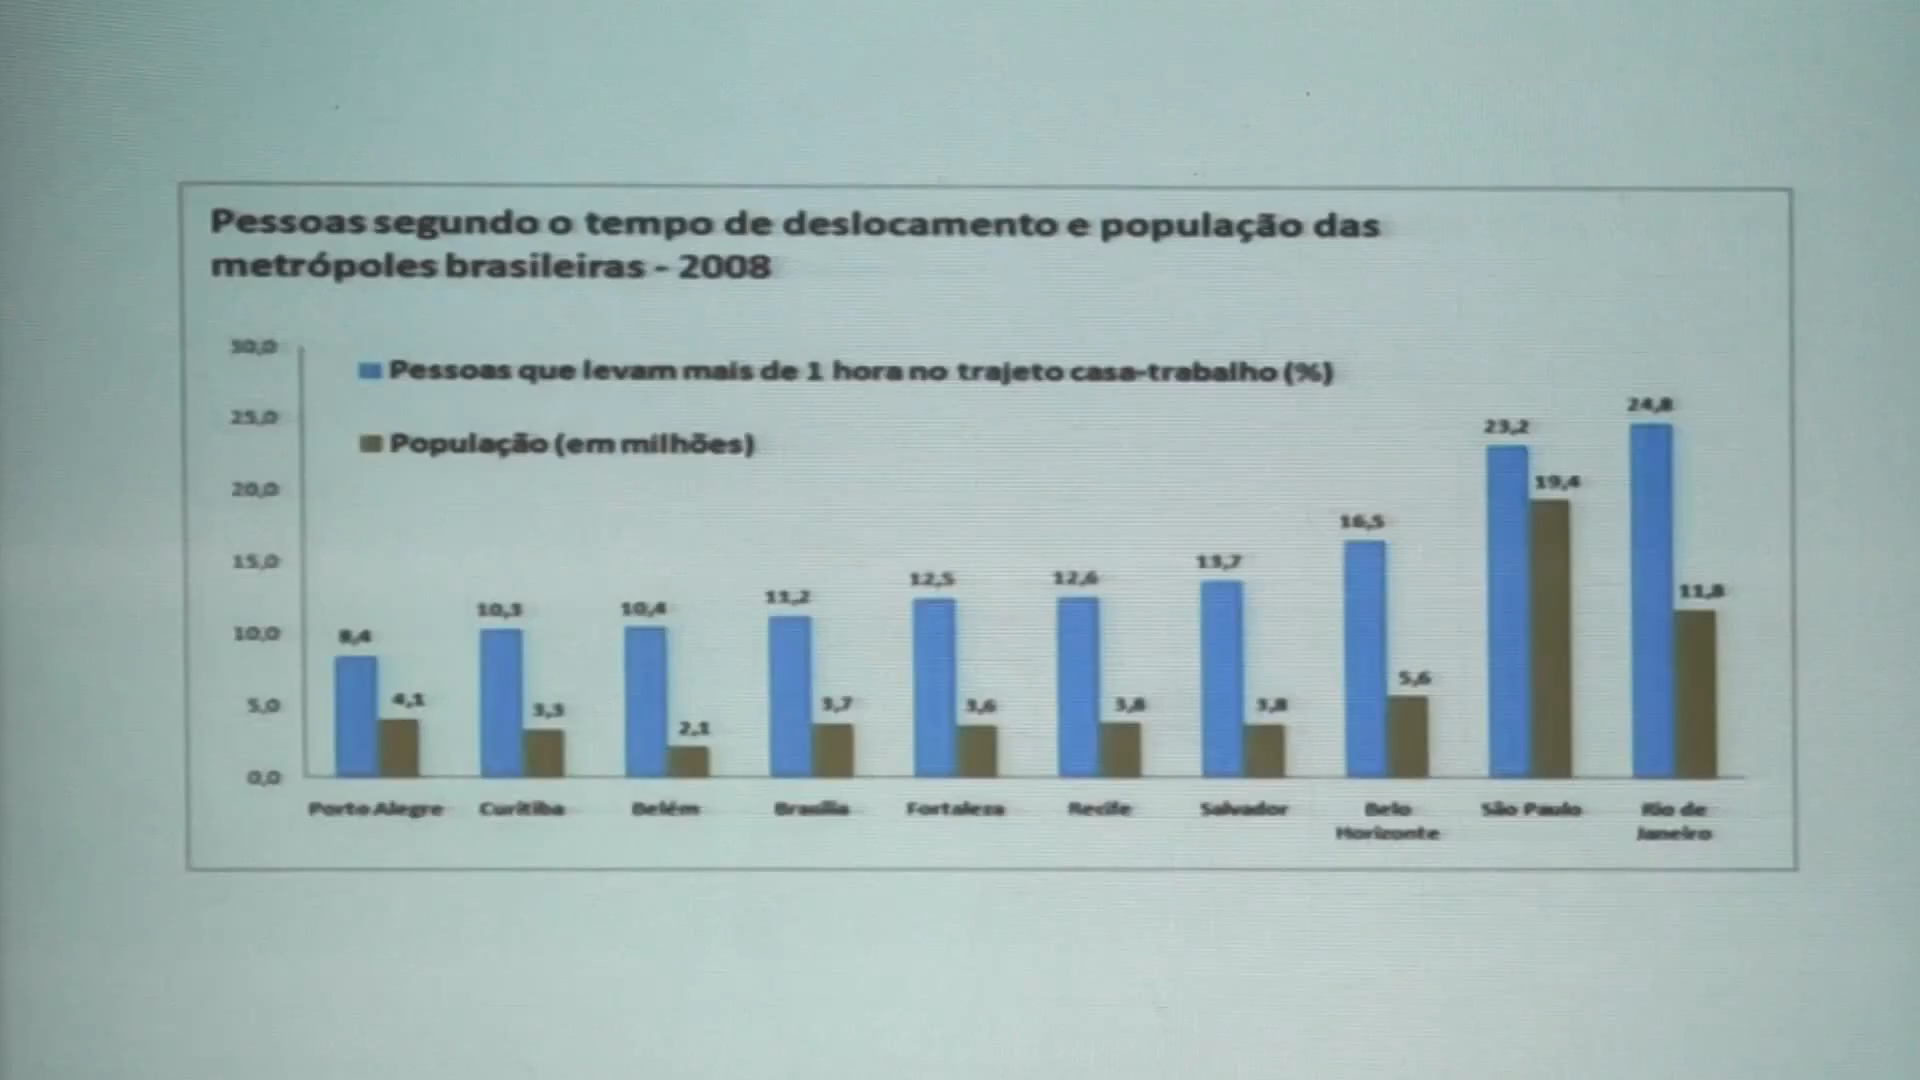 Pessoas segundo o tempo de deslocamento e população das
metrópoles brasileiras - 2008
30,0
Pessoas que levam mais de 1 hora no trajeto casa-trabalho (%)
25,0
População (em milhões)
20,0
15,0
10,0
5,0
0,0
8,4
4,1
10,3
3,3
10,4
2,1
11,2
3,7
12,5
3,6
12,6
3,8
13,7
3,8
16,5
5,6
23,2
19,4
24,8
11,8
Porto Alegre
Curitiba
Belém
Brasília
Fortaleza
Recife
Salvador
Belo
Horizonte
São Paulo
Rio de
Janeiro